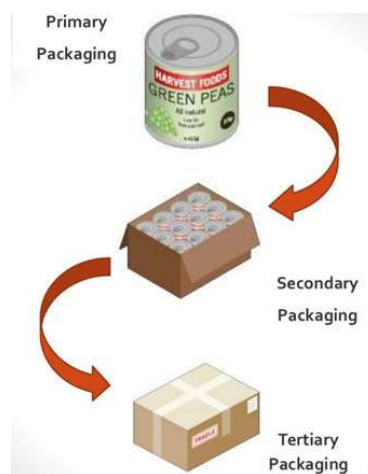 Primary
Packaging
HARVEST FOODS
GREEN PEAS
All natural
Secondary
Packaging
FRAGILE
Tertiary
Packaging